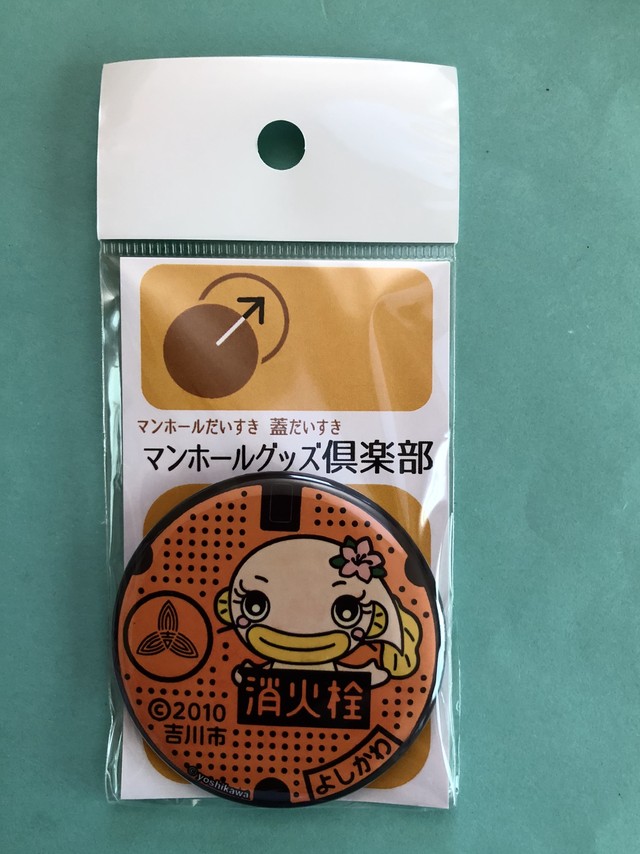 マンホールだいすき 蓋だいすき
マンホールグッズ倶楽部
消火栓
©2010
吉川市
よしかわ
yoshikawa